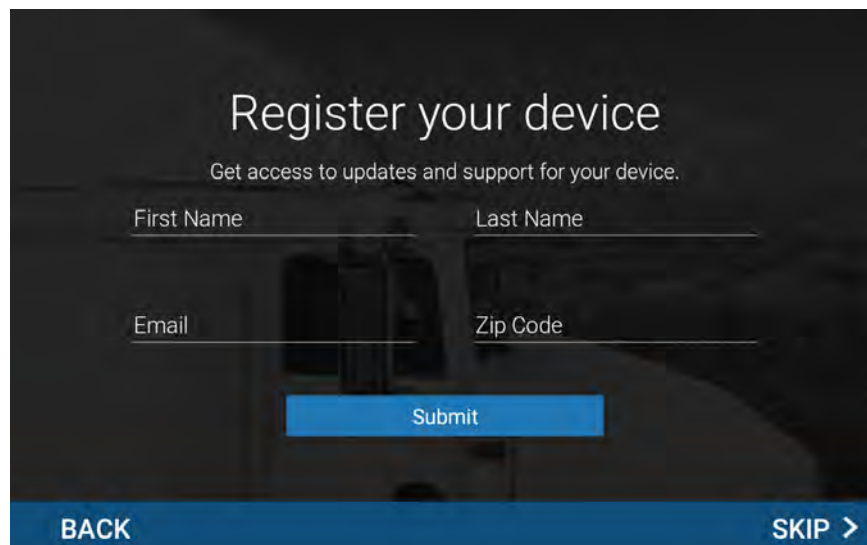 Register your device
Get access to updates and support for your device.
First Name Last Name
Email Zip Code
Submit
BACK SKIP >